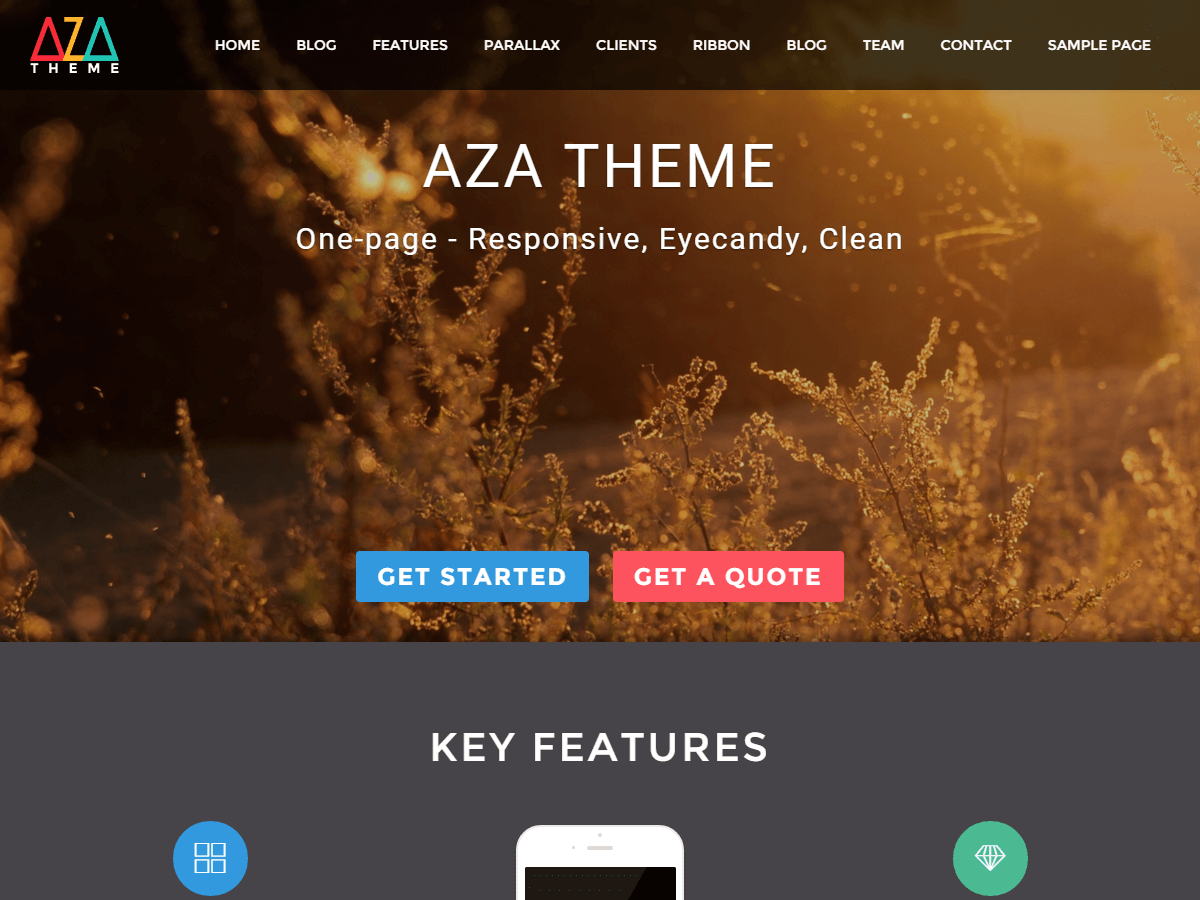 AZA
THEME
HOME BLOG FEATURES PARALLAX CLIENTS RIBBON BLOG TEAM CONTACT SAMPLE PAGE
AZA THEME
One-page - Responsive, Eyecandy, Clean
GET STARTED GET A QUOTE
KEY FEATURES